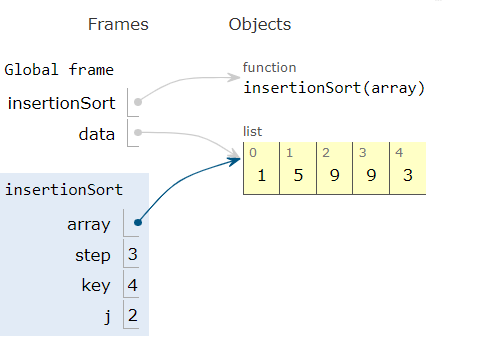 Frames Objects
Global frame
function
insertionSort(array)
insertionSort
data
list
0 1 2 3 4
1 5 9 9 3
insertionSort
array
step 3
key 4
j 2